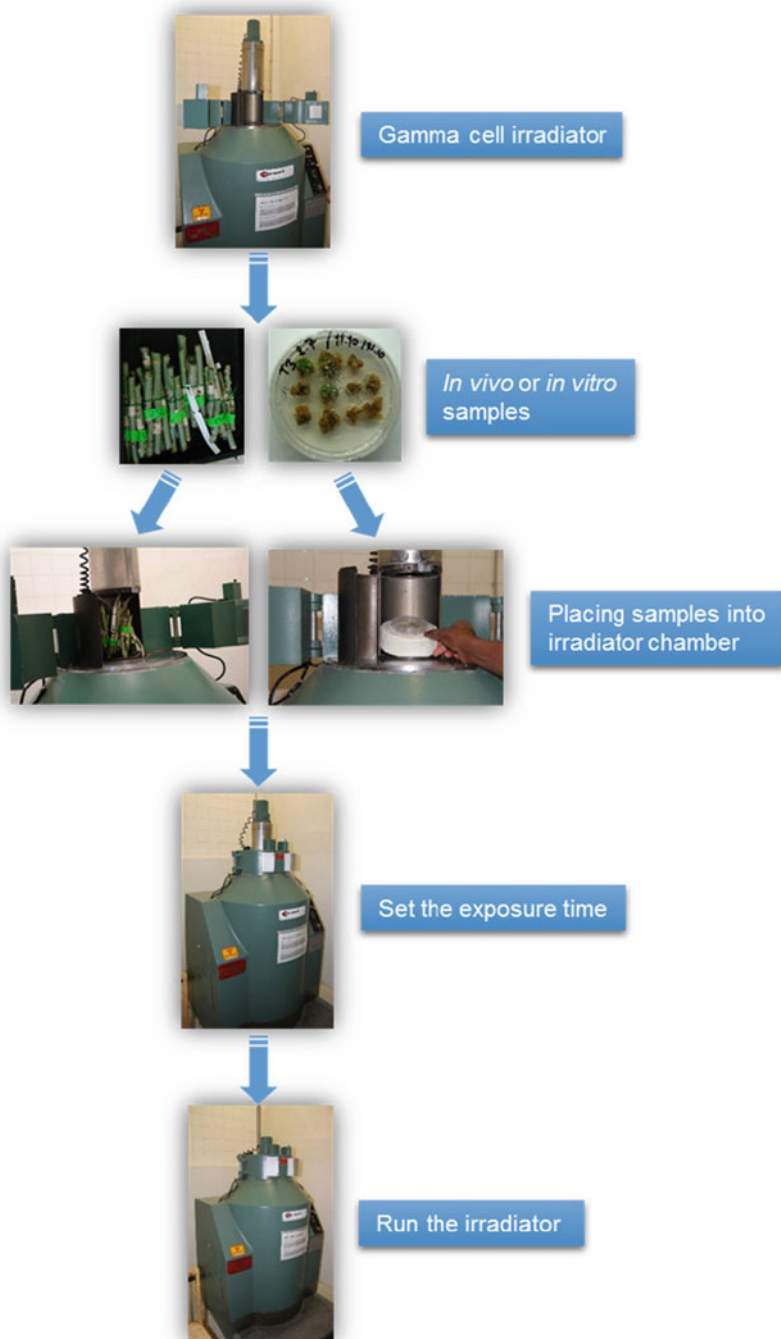 Gamma cell irradiator
In vivo or in vitro
samples
Placing samples into
irradiator chamber
Set the exposure time
Run the irradiator